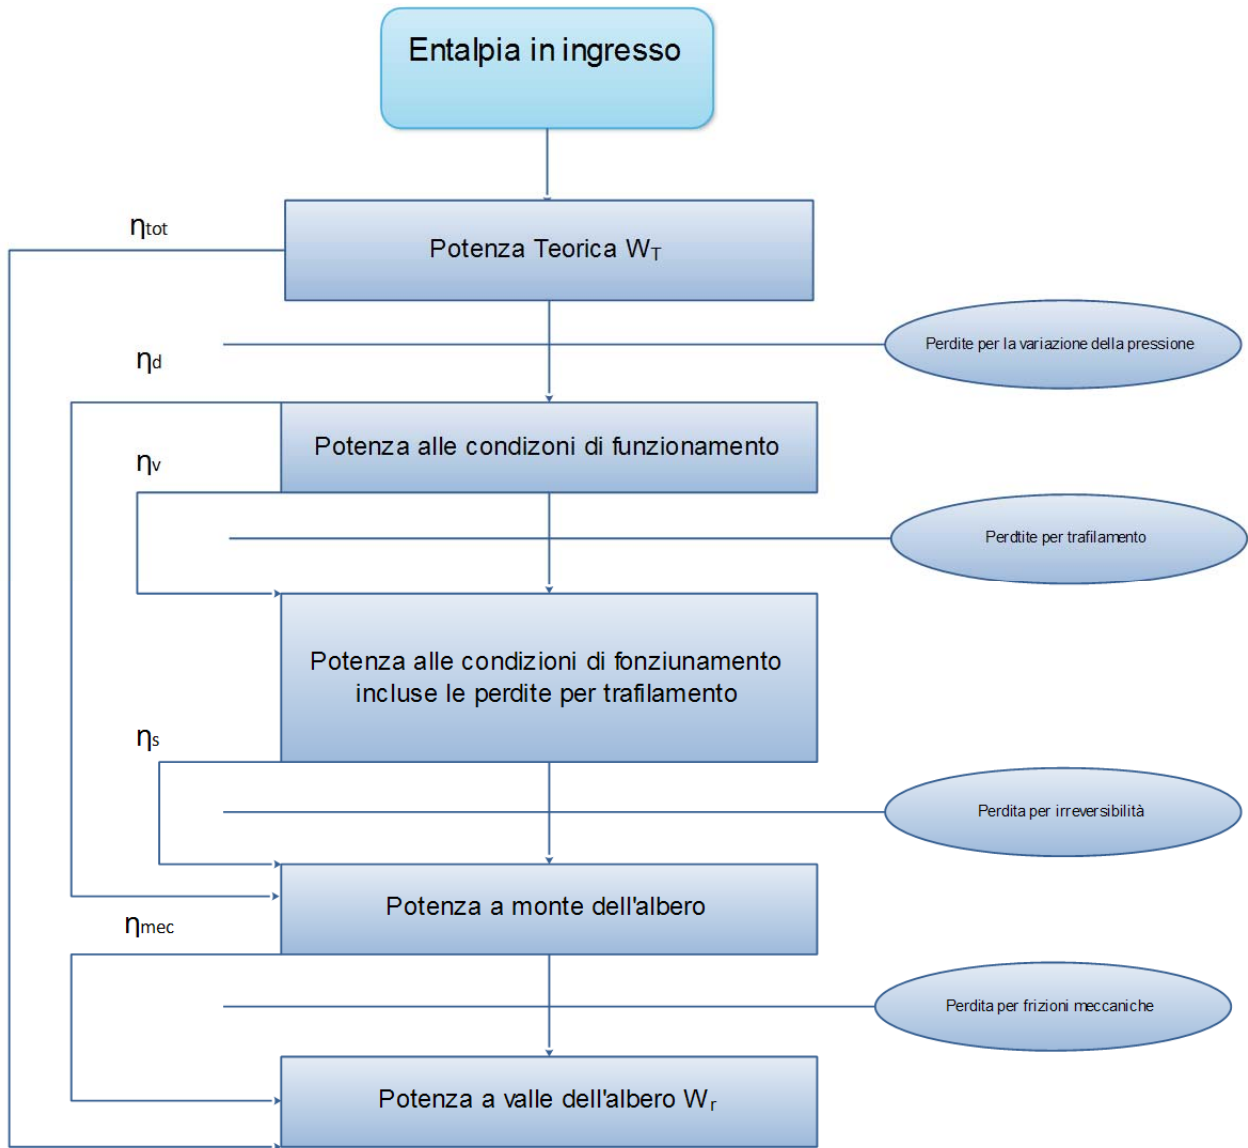 Entalpia in ingresso
ηtot
Potenza Teorica WT
Perdite per la variazione della pressione
ηd
Potenza alle condizoni di funzionamento
ηv
Perdtite per trafilamento
Potenza alle condizioni di fonziunamento
incluse le perdite per trafilamento
ηs
Perdita per irreversibilità
Potenza a monte dell'albero
ηmec
Perdita per frizioni meccaniche
Potenza a valle dell'albero Wr